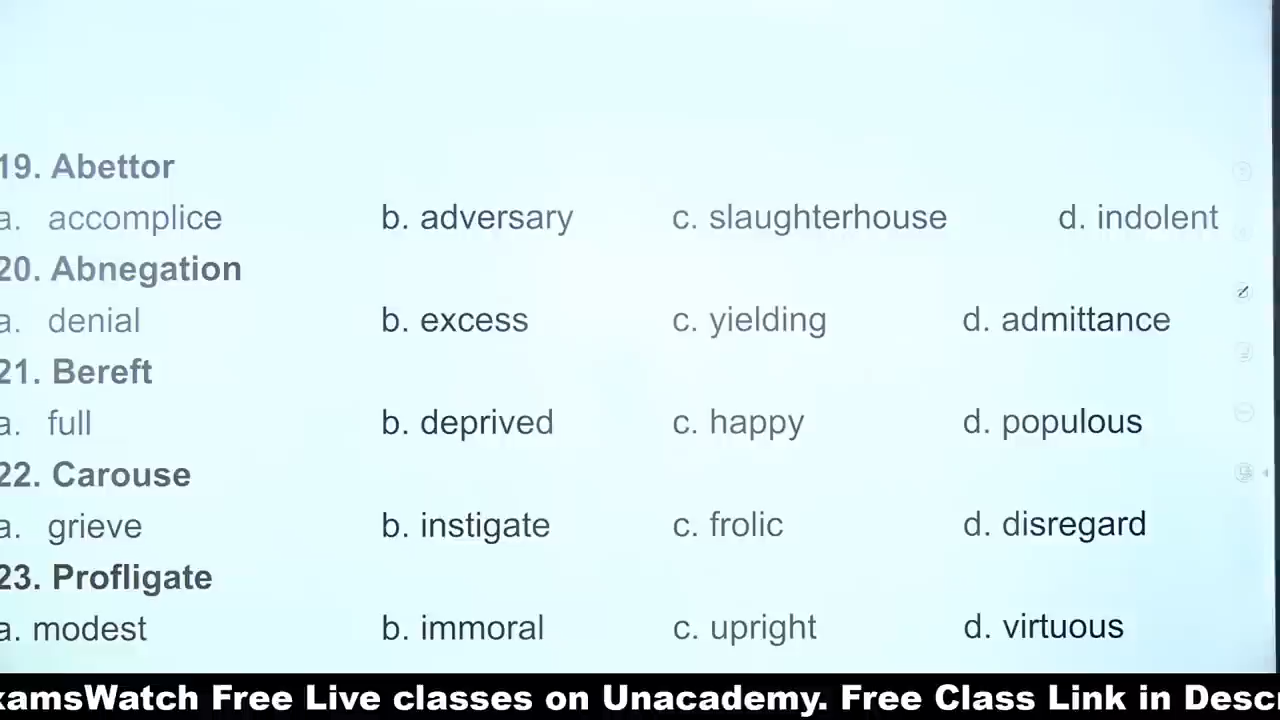 19. Abettor
a. accomplice b. adversary c. slaughterhouse d. indolent
20. Abnegation
a. denial b. excess c. yielding d. admittance
21. Bereft
a. full b. deprived c. happy d. populous
22. Carouse
a. grieve b. instigate c. frolic d. disregard
23. Profligate
a. modest b. immoral c. upright d. virtuous
xamsWatch Free Live classes on Unacademy. Free Class Link in Desc